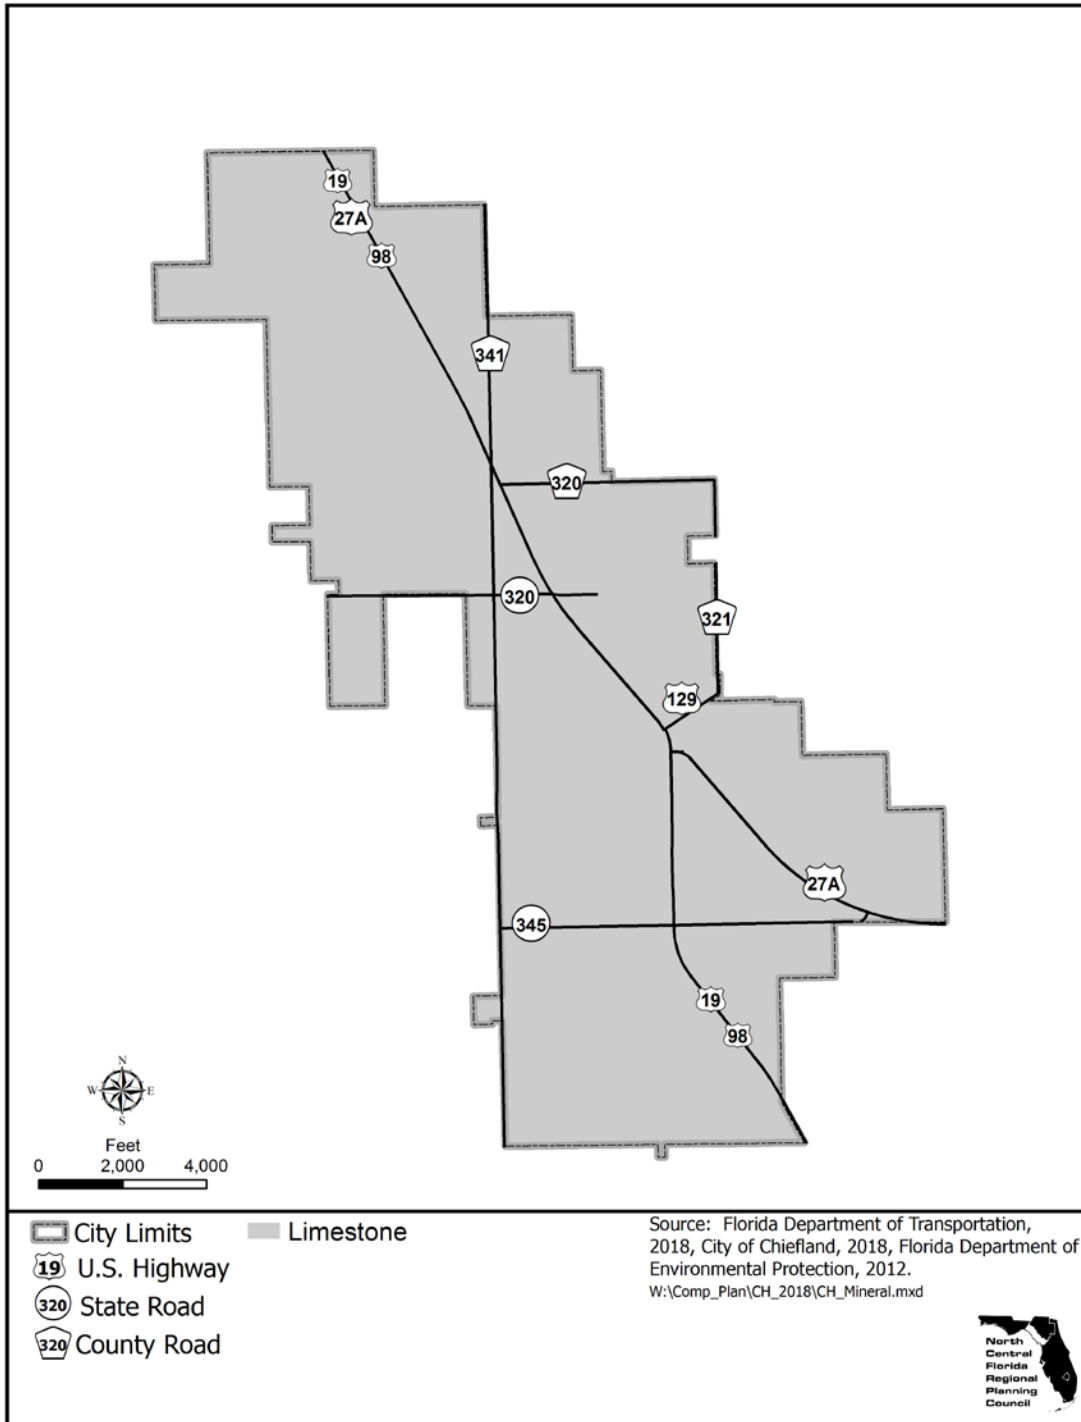 19
27A
98
341
320
320
321
129
27A
345
19
98
N
W E
S
Feet
0 2,000 4,000
City Limits
Limestone
19 U.S. Highway
320 State Road
320 County Road
Source: Florida Department of Transportation,
2018, City of Chiefland, 2018, Florida Department of
Environmental Protection, 2012.
W:\Comp_Plan\CH_2018\CH_Mineral.mxd
North
Central
Florida
Regional
Planning
Council